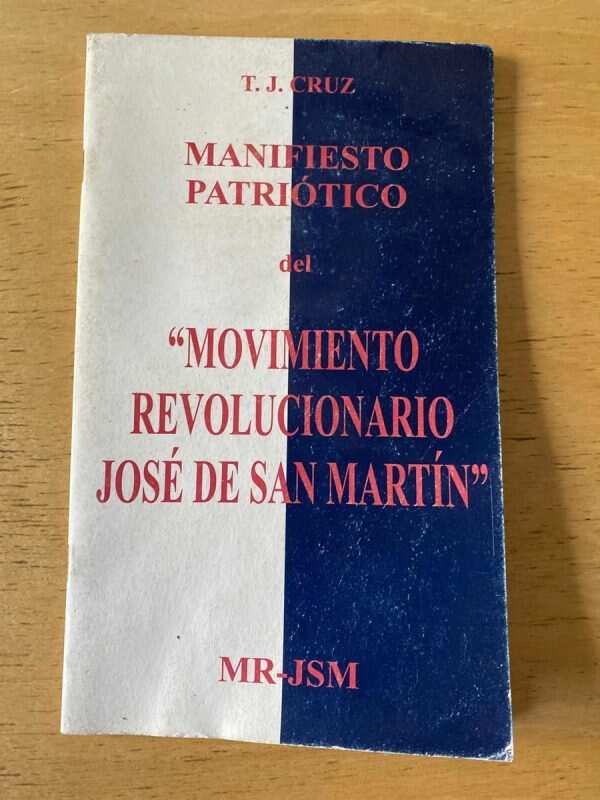 T. J. CRUZ
MANIFIESTO
PATRIÓTICO
del
“MOVIMIENTO
REVOLUCIONARIO
JOSÉ DE SAN MARTÍN”
MR-JSM